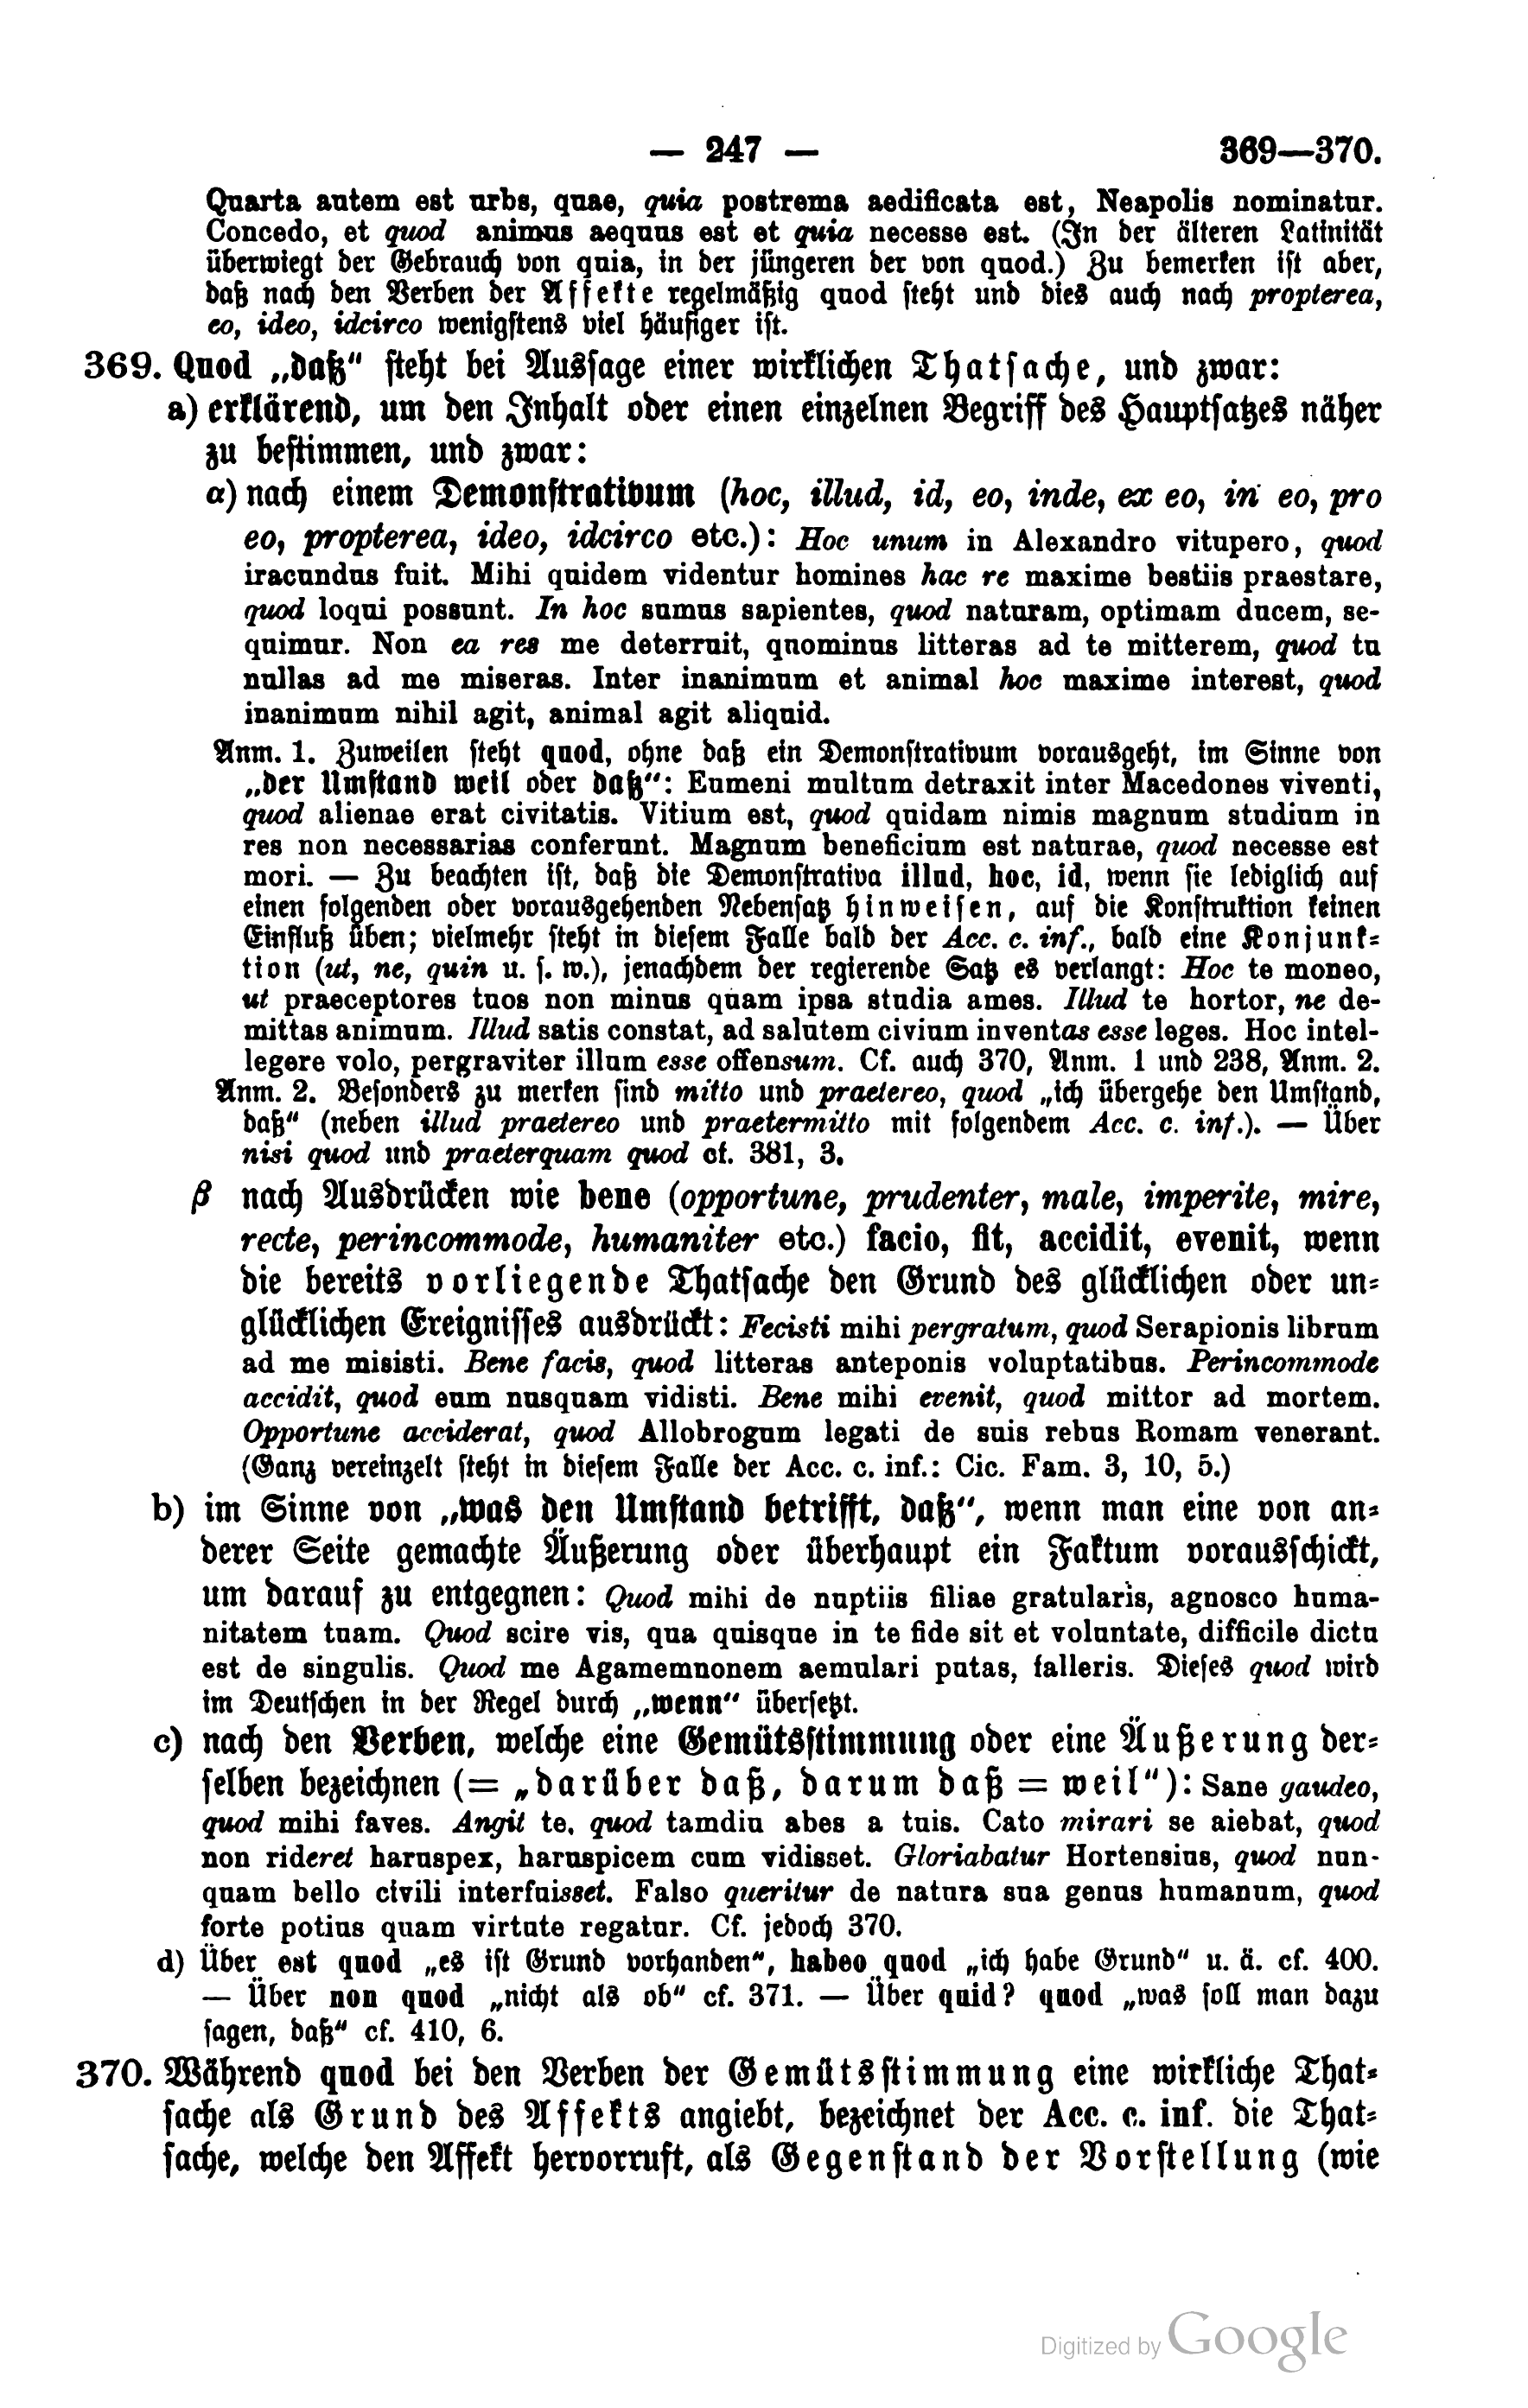 — 247 — 369—370.
Quarta autem est urbs, quae, quia postrema aedificata est, Neapolis nominatur.
Concedo, et quod animus aequus est et quia necesse est. (In der älteren Latinität
überwiegt der Gebrauch von quia, in der jüngeren der von quod.) Zu bemerken ist aber,
daß nach den Verben der Affekte regelmäßig quod steht und dies auch nach propterea,
eo, ideo, idcirco wenigstens viel häufiger ist.
369. Quod „daß“ steht bei Aussage einer wirklichen Thatsache, und zwar:
a) erklärend, um den Inhalt oder einen einzelnen Begriff des Hauptsatzes näher
zu bestimmen, und zwar:
α) nach einem Demonstrativum (hoc, illud, id, eo, inde, ex eo, in eo, pro
eo, propterea, ideo, idcirco etc.): Hoc unum in Alexandro vitupero, quod
iracundus fuit. Mihi quidem videntur homines hac re maxime bestiis praestare,
quod loqui possunt. In hoc sumus sapientes, quod naturam, optimam ducem, se-
quimur. Non ea res me deterruit, quominus litteras ad te mitterem, quod tu
nullas ad me miseras. Inter inanimum et animal hoc maxime interest, quod
inanimum nihil agit, animal agit aliquid.
Anm. 1. Zuweilen steht quod, ohne daß ein Demonstrativum vorausgeht, im Sinne von
„der Umstand weil oder daß“: Eumeni multum detraxit inter Macedones viventi,
quod alienae erat civitatis. Vitium est, quod quidam nimis magnum studium in
res non necessarias conferunt. Magnum beneficium est naturae, quod necesse est
mori. — Zu beachten ist, daß die Demonstrativa illud, hoc, id, wenn sie lediglich auf
einen folgenden oder vorausgehenden Nebensatz hinweisen, auf die Konstruktion keinen
Einfluß üben; vielmehr steht in diesem Falle bald der Acc. c. inf., bald eine Konjunk-
tion (ut, ne, quin u. s. w.), jenachdem der regierende Satz es verlangt: Hoc te moneo,
ut praeceptores tuos non minus quam ipsa studia ames. Illud te hortor, ne de-
mittas animum. Illud satis constat, ad salutem civium inventas esse leges. Hoc intel-
legere volo, pergraviter illum esse offensum. Cf. auch 370, Anm. 1 und 238, Anm. 2.
Anm. 2. Besonders zu merken sind mitto und praetereo, quod „ich übergehe den Umstand,
daß“ (neben illud praetereo und praetermitto mit folgendem Acc. c. inf.). — Über
nisi quod und praeterquam quod cf. 381, 3.
β nach Ausdrücken wie bene (opportune, prudenter, male, imperite, mire,
recte, perincommode, humaniter etc.) facio, fit, accidit, evenit, wenn
die bereits vorliegende Thatsache den Grund des glücklichen oder un-
glücklichen Ereignisses ausdrückt: Fecisti mihi pergratum, quod Serapionis librum
ad me misisti. Bene facis, quod litteras anteponis voluptatibus. Perincommode
accidit, quod eum nusquam vidisti. Bene mihi evenit, quod mittor ad mortem.
Opportune acciderat, quod Allobrogum legati de suis rebus Romam venerant.
(Ganz vereinzelt steht in diesem Falle der Acc. c. inf.: Cic. Fam. 3, 10, 5.)
b) im Sinne von „was den Umstand betrifft, daß“, wenn man eine von an-
derer Seite gemachte Äußerung oder überhaupt ein Faktum vorausschickt,
um darauf zu entgegnen: Quod mihi de nuptiis filiae gratularis, agnosco huma-
nitatem tuam. Quod scire vis, qua quisque in te fide sit et voluntate, difficile dictu
est de singulis. Quod me Agamemnonem aemulari putas, falleris. Dieses quod wird
im Deutschen in der Regel durch „wenn“ übersetzt.
c) nach den Verben, welche eine Gemütsstimmung oder eine Äußerung der-
selben bezeichnen (= „darüber daß, darum daß = weil“): Sane gaudeo,
quod mihi faves. Angit te, quod tamdiu abes a tuis. Cato mirari se aiebat, quod
non rideret haruspex, haruspicem cum vidisset. Gloriabatur Hortensius, quod nun-
quam bello civili interfuisset. Falso queritur de natura sua genus humanum, quod
forte potius quam virtute regatur. Cf. jedoch 370.
d) Über est quod „es ist Grund vorhanden“, habeo quod „ich habe Grund“ u. ä. cf. 400.
— Über non quod „nicht als ob“ cf. 371. — Über quid? quod „was soll man dazu
sagen, daß“ cf. 410, 6.
370. Während quod bei den Verben der Gemütsstimmung eine wirkliche That-
sache als Grund des Affekts angiebt, bezeichnet der Acc. c. inf. die That-
sache, welche den Affekt hervorruft, als Gegenstand der Vorstellung (wie
Digitized by Google